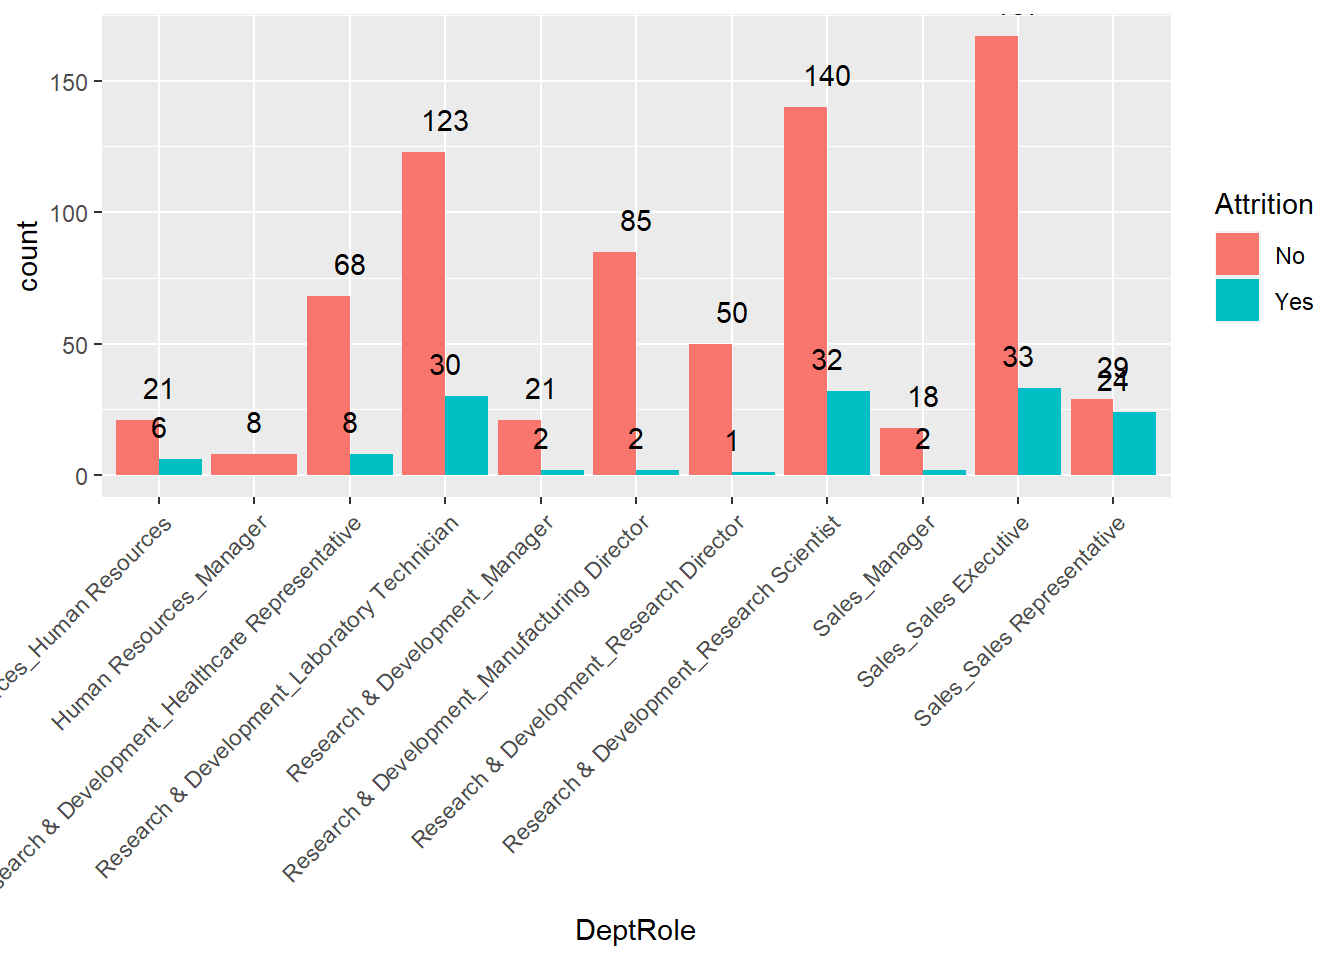 150
100
50
0
count
123
140
68
85
50
21
6
8
8
30
21
2
2
1
32
18
2
33
29
24
Human Resources
Human Resources_Manager
& Development_Healthcare Representative
Research & Development_Laboratory Technician
Research & Development_Manager
Research & Development_Manufacturing Director
Research & Development_Research Director
Research & Development_Research Scientist
Sales_Manager
Sales_Sales Executive
Sales_Sales Representative
DeptRole
Attrition
No
Yes